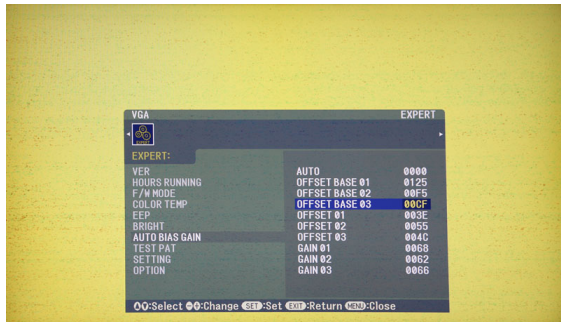 VGA EXPERT
EXPERT
EXPERT:
VER AUTO 0000
HOURS RUNNING OFFSET BASE 01 0125
F/W MODE OFFSET BASE 02 00F5
COLOR TEMP OFFSET BASE 03 00CF
EEP OFFSET 01 003E
BRIGHT OFFSET 02 0055
AUTO BIAS GAIN OFFSET 03 004C
TEST PAT GAIN 01 0068
SETTING GAIN 02 0062
OPTION GAIN 03 0066
:Select :Change SET:Set EXIT:Return MENU:Close